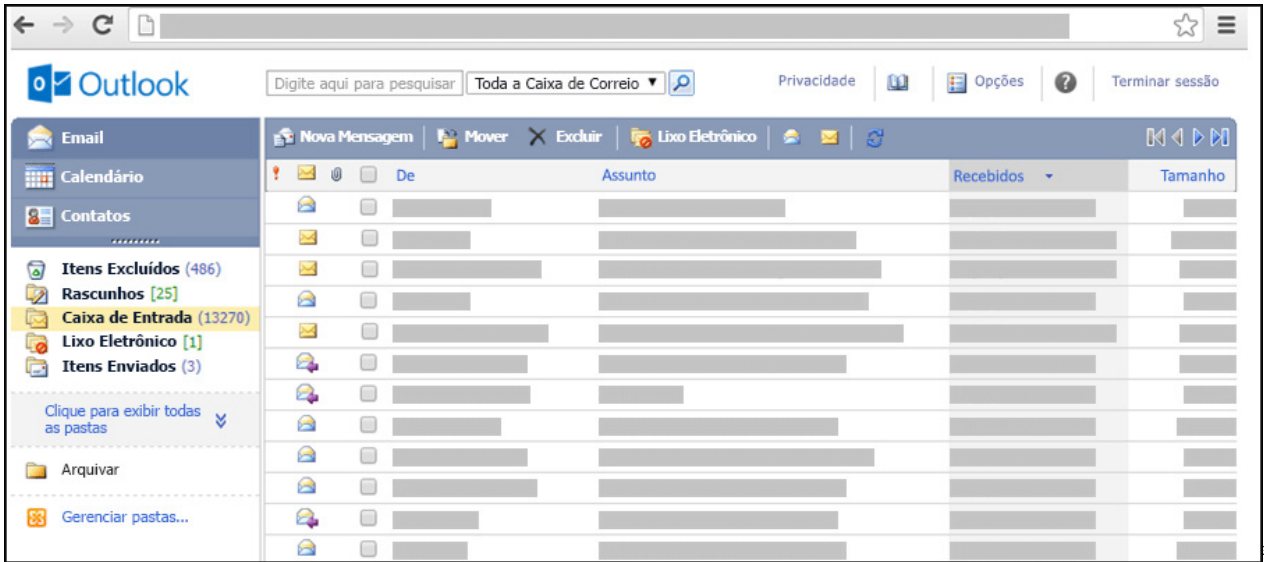 Outlook
Digite aqui para pesquisar Toda a Caixa de Correio Privacidade Opções Terminar sessão
Email
Calendário
Contatos
Nova Mensagem Mover Excluir Lixo Eletrônico
De Assunto Recebidos Tamanho
Itens Excluídos (486)
Rascunhos [25]
Caixa de Entrada (13270)
Lixo Eletrônico [1]
Itens Enviados (3)
Clique para exibir todas
as pastas
Arquivar
Gerenciar pastas...